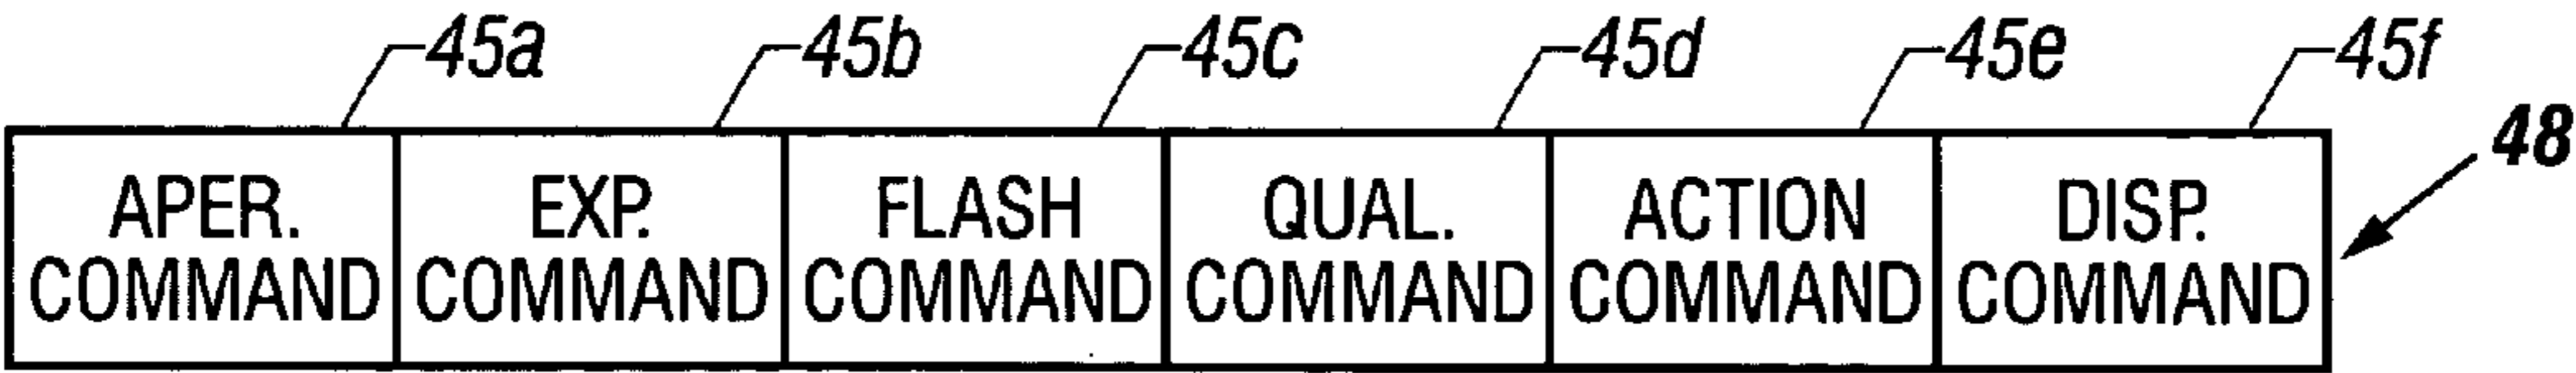 45a 45b 45c 45d 45e 45f
48
APER. COMMAND
EXP. COMMAND
FLASH COMMAND
QUAL. COMMAND
ACTION COMMAND
DISP. COMMAND